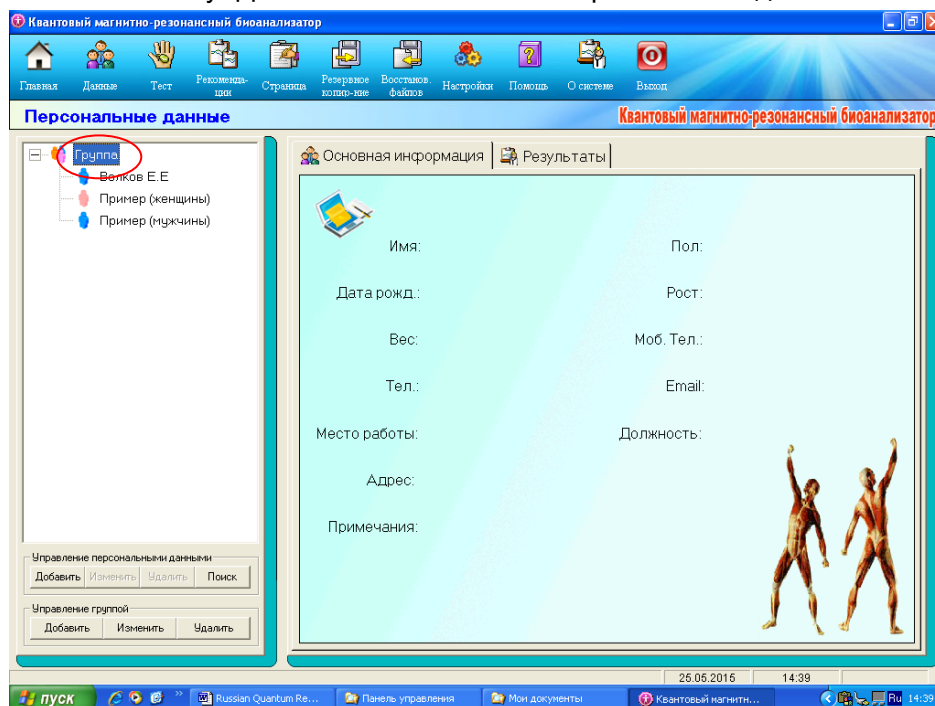 Квантовый магнитно-резонансный биоанализатор
Главная Данные Тест Рекоменда-ции Страница Резервное копир-ние Восстанов. файлов Настройки Помощь О системе Выход
Персональные данные Квантовый магнитно-резонансный биоанализатор
Группа
Волков Е.Е
Пример (женщины)
Пример (мужчины)
Основная информация Результаты
Имя: Пол:
Дата рожд.: Рост:
Вес: Моб. Тел.:
Тел.: Email:
Место работы: Должность:
Адрес:
Примечания:
Управление персональными данными
Добавить Изменить Удалить Поиск
Управление группой
Добавить Изменить Удалить
25.05.2015 14:39
пуск Russian Quantum Re... Панель управления Мои документы Квантовый магнитн... Ru 14:39